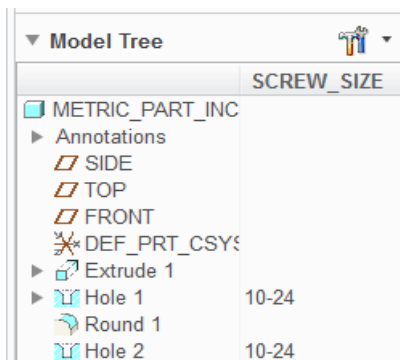 Model Tree
SCREW_SIZE
METRIC_PART_INC
Annotations
SIDE
TOP
FRONT
DEF_PRT_CSYS
Extrude 1
Hole 1 10-24
Round 1
Hole 2 10-24